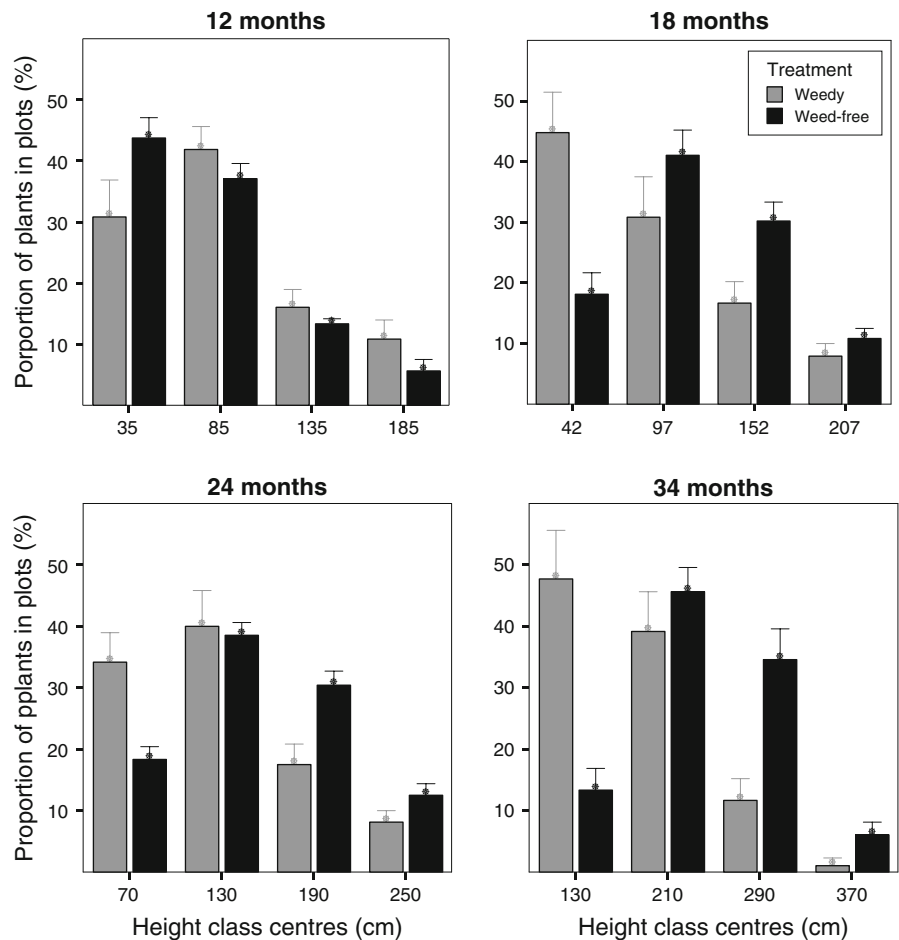 12 months
18 months
Porportion of plants in plots (%)
50
40
30
20
10
35 85 135 185
50
40
30
20
10
Treatment
Weedy
Weed-free
42 97 152 207
24 months
34 months
Proportion of pplants in plots (%)
50
40
30
20
10
70 130 190 250
Height class centres (cm)
50
40
30
20
10
130 210 290 370
Height class centres (cm)